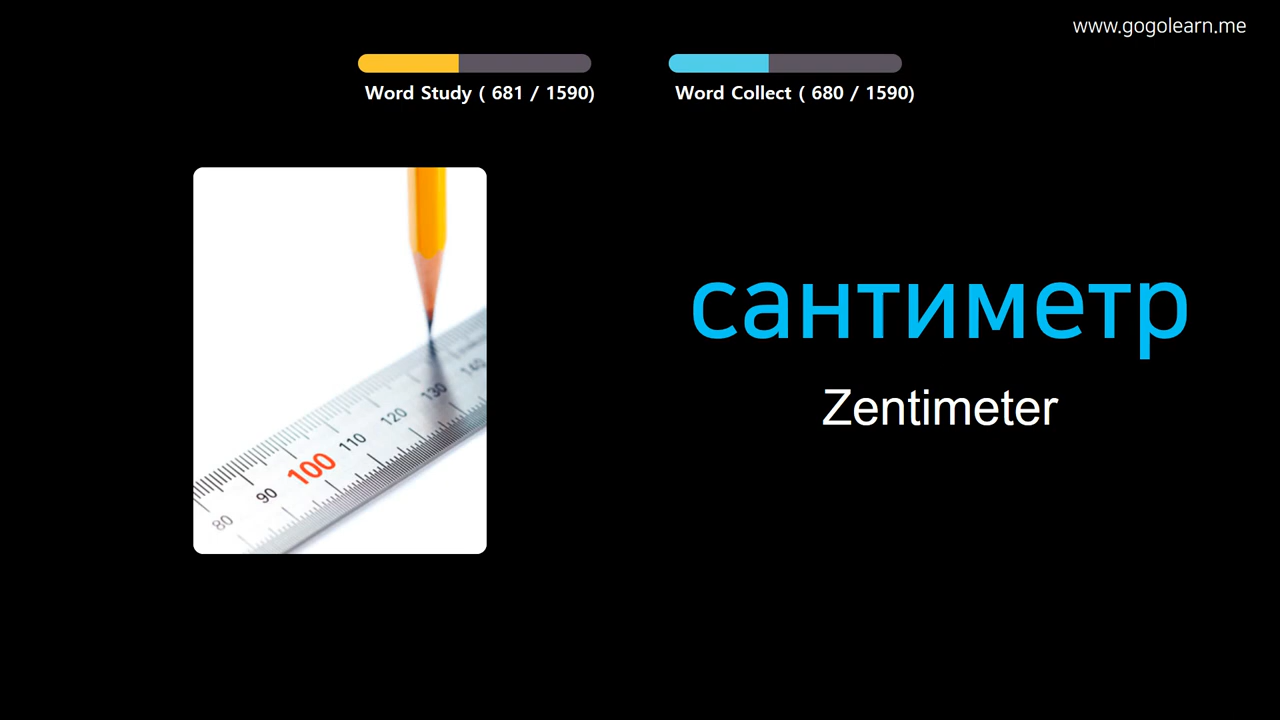 www.gogolearn.me
Word Study ( 681 / 1590)
Word Collect ( 680 / 1590)
сантиметр
Zentimeter
80
90
100
110
120
130
140